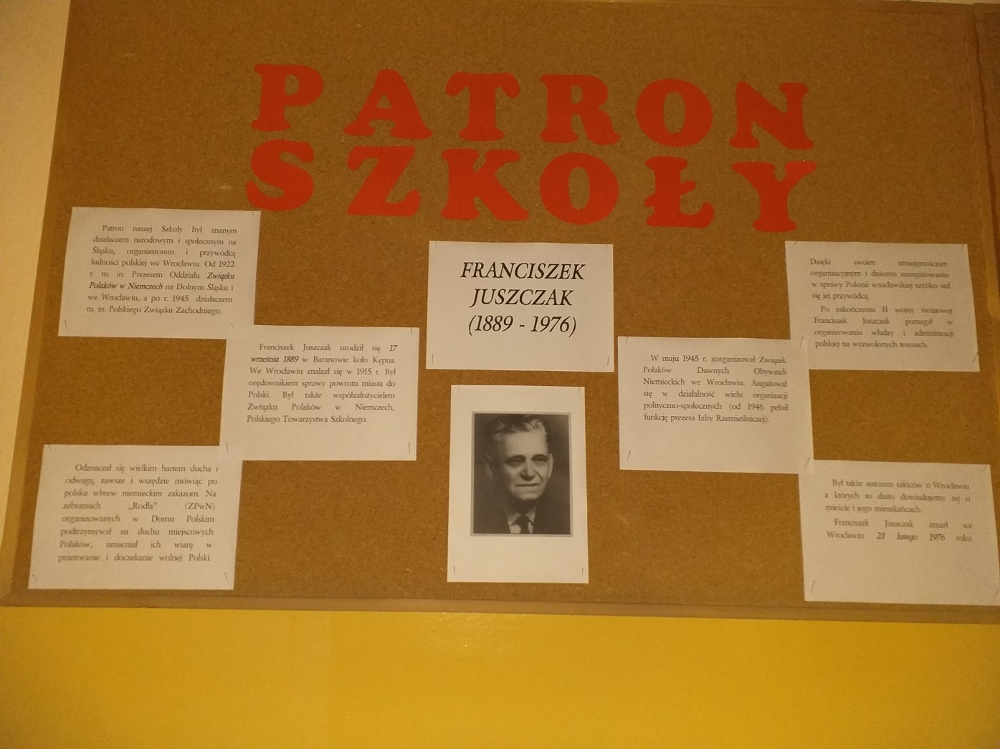 PATRON
SZKOŁY
Patron naszej Szkoły był znanym
działaczem narodowym i społecznym na
Śląsku, organizatorem i przywódcą
ludności polskiej we Wrocławiu. Od 1922
r. m. in. Prezesem Oddziału Związku
Polaków w Niemczech na Dolnym Śląsku i
we Wrocławiu, a po r. 1945 działaczem
m. in. Polskiego Związku Zachodniego.
Franciszek Juszczak urodził się 17
września 1889 w Baranowie koło Kępna.
We Wrocławiu znalazł się w 1915 r. Był
orędownikiem sprawy powrotu miasta do
Polski. Był także współzałożycielem
Związku Polaków w Niemczech,
Polskiego Towarzystwa Szkolnego.
Odznaczał się wielkim hartem ducha i
odwagą, zawsze i wszędzie mówiąc po
polsku wbrew niemieckim zakazom. Na
zebraniach „Rodła” (ZPwN)
organizowanych w Domu Polskim
podtrzymywał na duchu miejscowych
Polaków, umacniał ich wiarę w
przetrwanie i doczekanie wolnej Polski.
FRANCISZEK
JUSZCZAK
(1889 - 1976)
Dzięki swoim umiejętnościom
organizacyjnym i dużemu zaangażowaniu
w sprawy Polonii wrocławskiej szybko stał
się jej przywódcą.
Po zakończeniu II wojny światowej
Franciszek Juszczak pomagał w
organizowaniu władzy i administracji
polskiej na wyzwolonych terenach.
W maju 1945 r. zorganizował Związek
Polaków Dawnych Obywateli
Niemieckich we Wrocławiu. Angażował
się w działalność wielu organizacji
polityczno-społecznych (od 1946 pełnił
funkcję prezesa Izby Rzemieślniczej).
Był także autorem szkiców o Wrocławiu
z których to dużo dowiadujemy się o
mieście i jego mieszkańcach.
Franciszek Juszczak zmarł we
Wrocławiu 23 lutego 1976 roku.